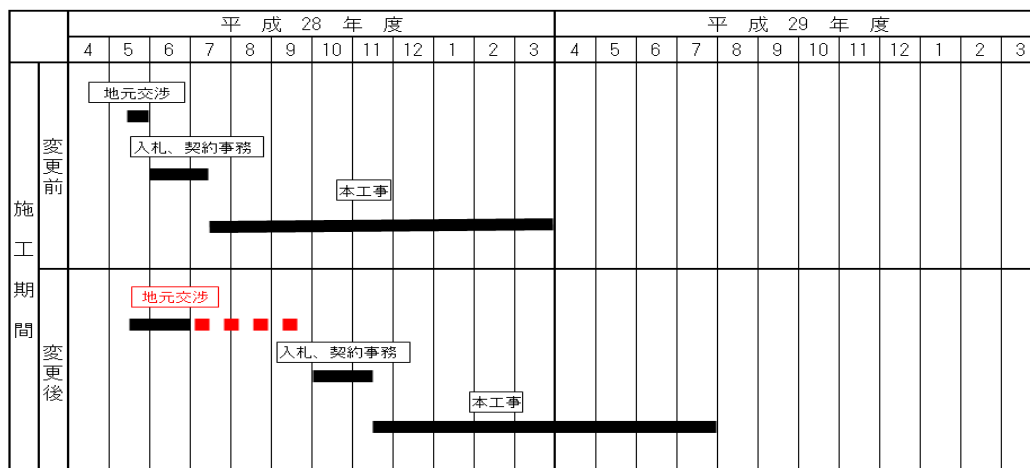 平成28年度 平成29年度
4 5 6 7 8 9 10 11 12 1 2 3 4 5 6 7 8 9 10 11 12 1 2 3
施工期間
変更前
地元交渉
入札、契約事務
本工事
変更後
地元交渉
入札、契約事務
本工事